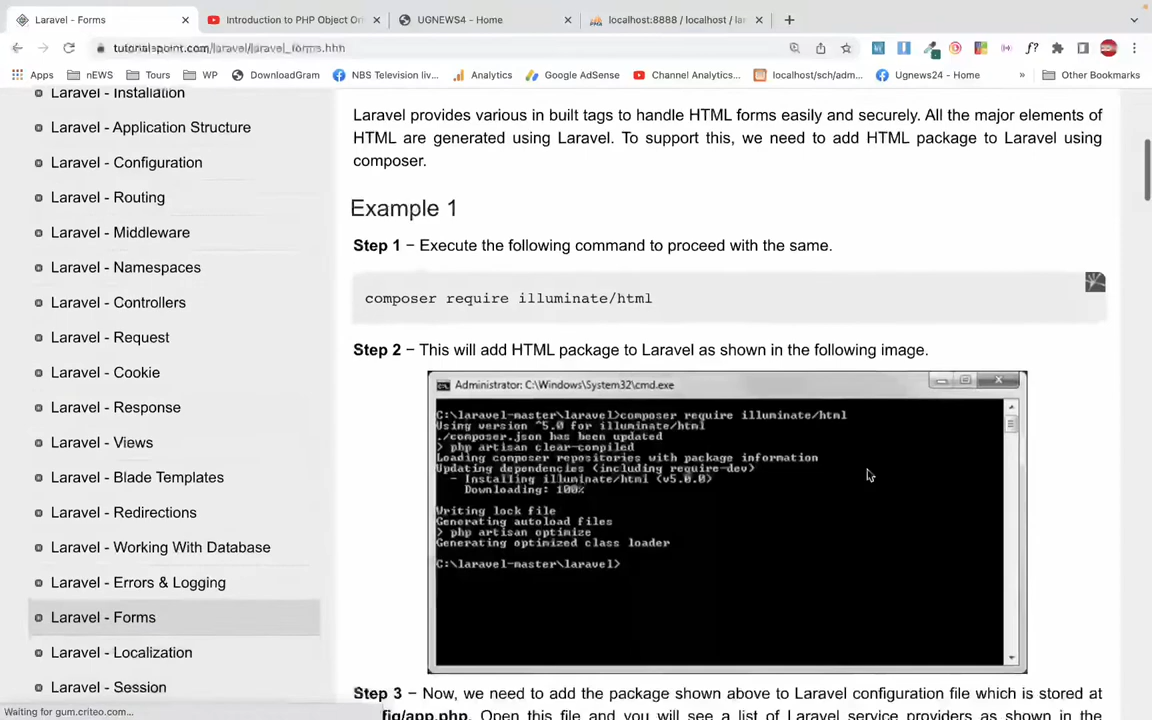 Laravel - Forms
Introduction to PHP Object Ori
UGNEWS4 - Home
localhost:8888 / localhost / lar
Apps
nEWS
Tours
WP
DownloadGram
NBS Television liv...
Analytics
Google AdSense
Channel Analytics...
localhost/sch/adm...
Ugnews24 - Home
»
Other Bookmarks
Laravel - Installation
Laravel - Application Structure
Laravel - Configuration
Laravel - Routing
Laravel - Middleware
Laravel - Namespaces
Laravel - Controllers
Laravel - Request
Laravel - Cookie
Laravel - Response
Laravel - Views
Laravel - Blade Templates
Laravel - Redirections
Laravel - Working With Database
Laravel - Errors & Logging
Laravel - Forms
Laravel - Localization
Laravel - Session
Waiting for gum.criteo.com...
Laravel provides various in built tags to handle HTML forms easily and securely. All the major elements of
HTML are generated using Laravel. To support this, we need to add HTML package to Laravel using
composer.
Example 1
Step 1 − Execute the following command to proceed with the same.
composer require illuminate/html
Step 2 − This will add HTML package to Laravel as shown in the following image.
Administrator: C:\Windows\System32\cmd.exe
C:\laravel-master\laravel>composer require illuminate/html
Using version ^5.0 for illuminate/html
./composer.json has been updated
> php artisan clear-compiled
Loading composer repositories with package information
Updating dependencies (including require-dev)
- Installing illuminate/html (v5.0.0)
Downloading: 100%
Writing lock file
Generating autoload files
> php artisan optimize
Generating optimized class loader
C:\laravel-master\laravel>
Step 3 − Now, we need to add the package shown above to Laravel configuration file which is stored at
fig/app.php. Open this file and you will see a list of Laravel service providers as shown in the